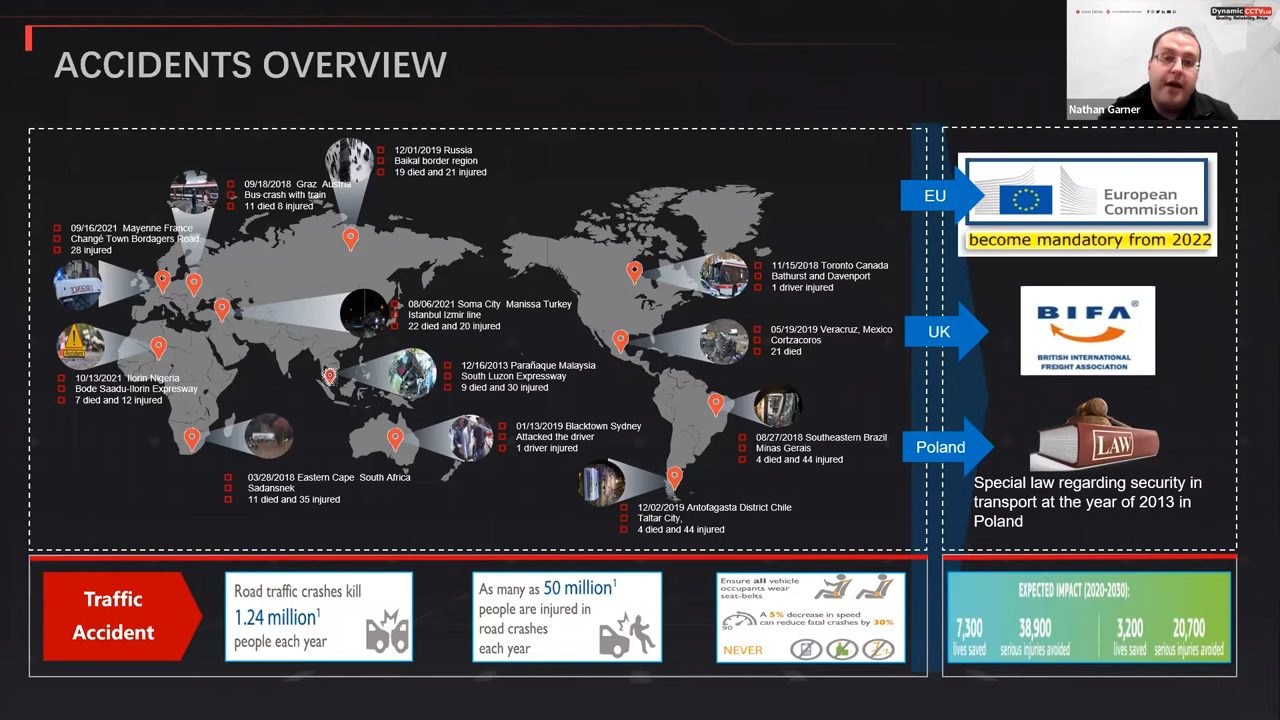 ACCIDENTS OVERVIEW
Dynamic CCTV Ltd
Quality, Reliability, Price
Nathan Garner
12/01/2019 Russia
Baikal border region
19 died and 21 injured
09/18/2018 Graz Austria
Bus crash with train
11 died 8 injured
09/16/2021 Mayenne France
Changé Town Bordagers Road
28 injured
08/06/2021 Soma City Manissa Turkey
Istanbul Izmir line
22 died and 20 injured
10/13/2021 Ilorin Nigeria
Bode Saadu-Ilorin Expresway
7 died and 12 injured
12/16/2013 Parañaque Malaysia
South Luzon Expressway
9 died and 30 injured
01/13/2019 Blacktown Sydney
Attacked the driver
1 driver injured
03/28/2018 Eastern Cape South Africa
Sadansnek
11 died and 35 injured
11/15/2018 Toronto Canada
Bathurst and Davenport
1 driver injured
05/19/2019 Veracruz, Mexico
Cortzacoros
21 died
08/27/2018 Southeastern Brazil
Minas Gerais
4 died and 44 injured
12/02/2019 Antofagasta District Chile
Taltar City,
4 died and 44 injured
EU
European
Commission
become mandatory from 2022
UK
BIFA®
BRITISH INTERNATIONAL
FREIGHT ASSOCIATION
Poland
LAW
Special law regarding security in
transport at the year of 2013 in
Poland
Traffic
Accident
Road traffic crashes kill
1.24 million¹
people each year
As many as 50 million¹
people are injured in
road crashes
each year
Ensure all vehicle
occupants wear
seat-belts
A 5% decrease in speed
can reduce fatal crashes by 30%
90
NEVER
EXPECTED IMPACT (2020-2030):
7,300
lives saved
38,900
serious injuries avoided
3,200
lives saved
20,700
serious injuries avoided